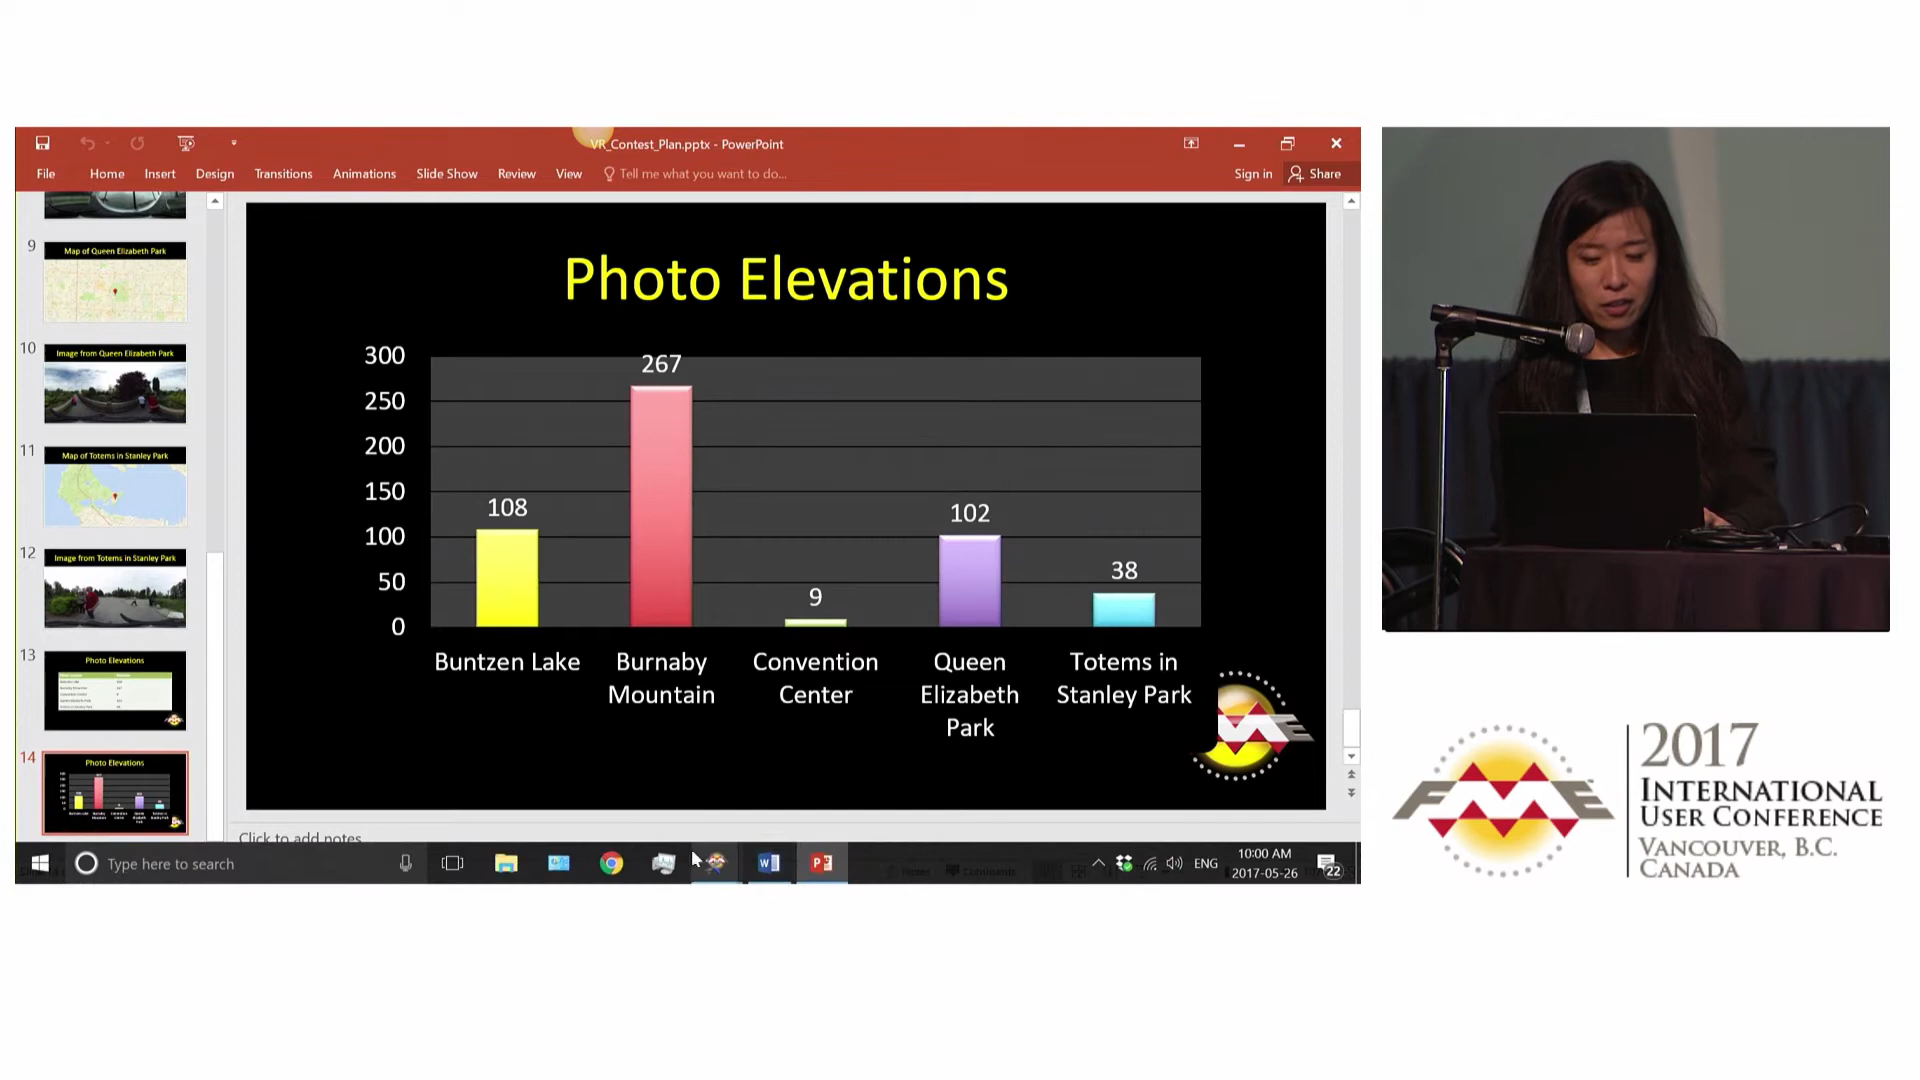 VR_Contest_Plan.pptx - PowerPoint
File Home Insert Design Transitions Animations Slide Show Review View Tell me what you want to do... Sign in Share
9
Map of Queen Elizabeth Park
10
Image from Queen Elizabeth Park
11
Map of Totems in Stanley Park
12
Image from Totems in Stanley Park
13
Photo Elevations
14
Photo Elevations
Photo Elevations
300
250
200
150
100
50
0
108
267
9
102
38
Buntzen Lake
Burnaby
Mountain
Convention
Center
Queen
Elizabeth
Park
Totems in
Stanley Park
Click to add notes
Type here to search
ENG
10:00 AM
2017-05-26
22
FME
2017
INTERNATIONAL
USER CONFERENCE
VANCOUVER, B.C.
CANADA